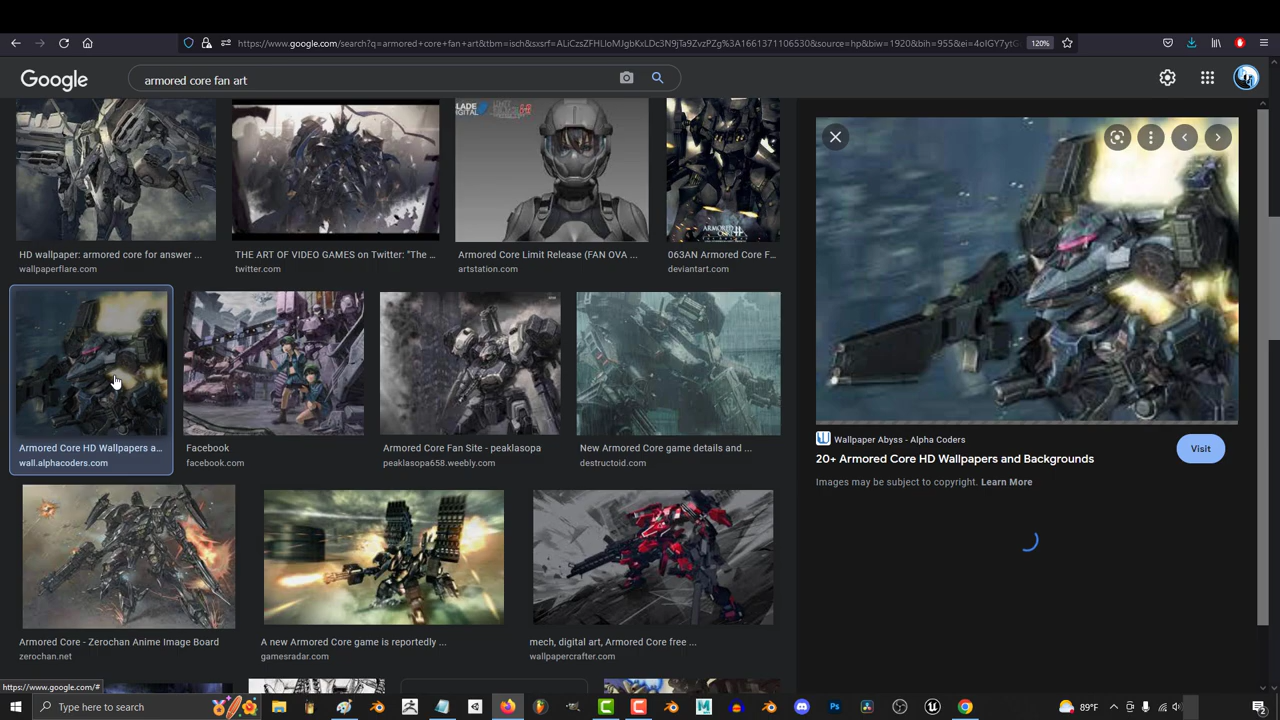 https://www.google.com/search?q=armored+core+fan+art&tbm=isch&sxsrf=ALiCzsZFHLIoMJgbKxLDc3N9jTa9ZvzPZg%3A1661371106530&source=hp&biw=1920&bih=955&ei=4oIGY7ytG
120%
Google
armored core fan art
BLADE
DIGITAL
ARMORED
CORE
HD wallpaper: armored core for answer ...
wallpaperflare.com
THE ART OF VIDEO GAMES on Twitter: "The ...
twitter.com
Armored Core Limit Release (FAN OVA ...
artstation.com
063AN Armored Core F...
deviantart.com
Armored Core HD Wallpapers a...
wall.alphacoders.com
Facebook
facebook.com
Armored Core Fan Site - peaklasopa
peaklasopa658.weebly.com
New Armored Core game details and ...
destructoid.com
Armored Core - Zerochan Anime Image Board
zerochan.net
A new Armored Core game is reportedly ...
gamesradar.com
mech, digital art, Armored Core free ...
wallpapercrafter.com
Wallpaper Abyss - Alpha Coders
20+ Armored Core HD Wallpapers and Backgrounds
Visit
Images may be subject to copyright. Learn More
https://www.google.com/#
Type here to search
89°F